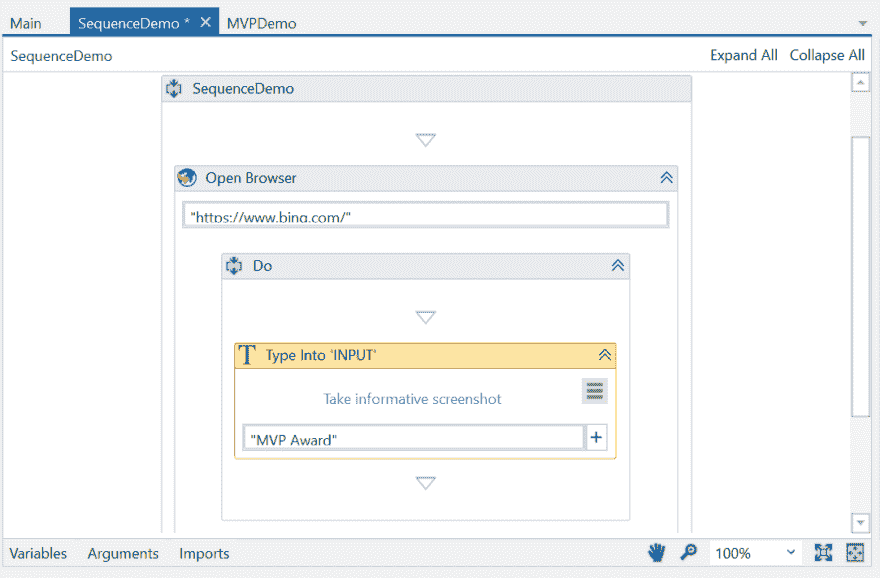 Main SequenceDemo * × MVPDemo
SequenceDemo Expand All Collapse All
SequenceDemo
Open Browser
"https://www.bing.com/"
Do
T Type Into 'INPUT'
Take informative screenshot
"MVP Award" +
Variables Arguments Imports 100%